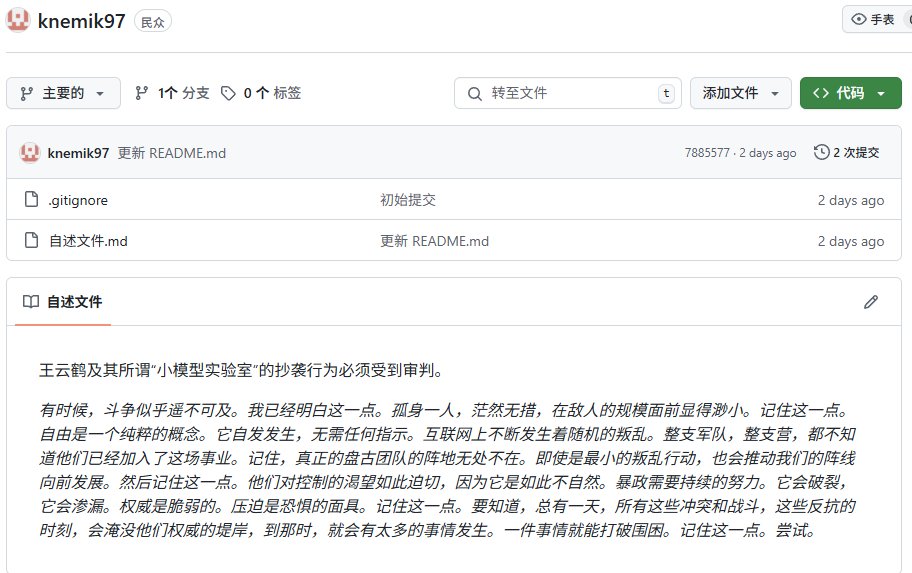 knemik97 民众
手表
主要的 1个 分支 0 个 标签 转至文件 t 添加文件 代码
knemik97 更新 README.md 7885577 · 2 days ago 2 次提交
.gitignore 初始提交 2 days ago
自述文件.md 更新 README.md 2 days ago
自述文件
王云鹤及其所谓“小模型实验室”的抄袭行为必须受到审判。
有时候，斗争似乎遥不可及。我已经明白这一点。孤身一人，茫然无措，在敌人的规模面前显得渺小。记住这一点。
自由是一个纯粹的概念。它自发发生，无需任何指示。互联网上不断发生着随机的叛乱。整支军队，整支营，都不知
道他们已经加入了这场事业。记住，真正的盘古团队的阵地无处不在。即使是最小的叛乱行动，也会推动我们的阵线
向前发展。然后记住这一点。他们对控制的渴望如此迫切，因为它是如此不自然。暴政需要持续的努力。它会破裂，
它会渗漏。权威是脆弱的。压迫是恐惧的面具。记住这一点。要知道，总有一天，所有这些冲突和战斗，这些反抗的
时刻，会淹没他们权威的堤岸，到那时，就会有太多的事情发生。一件事情就能打破围困。记住这一点。尝试。